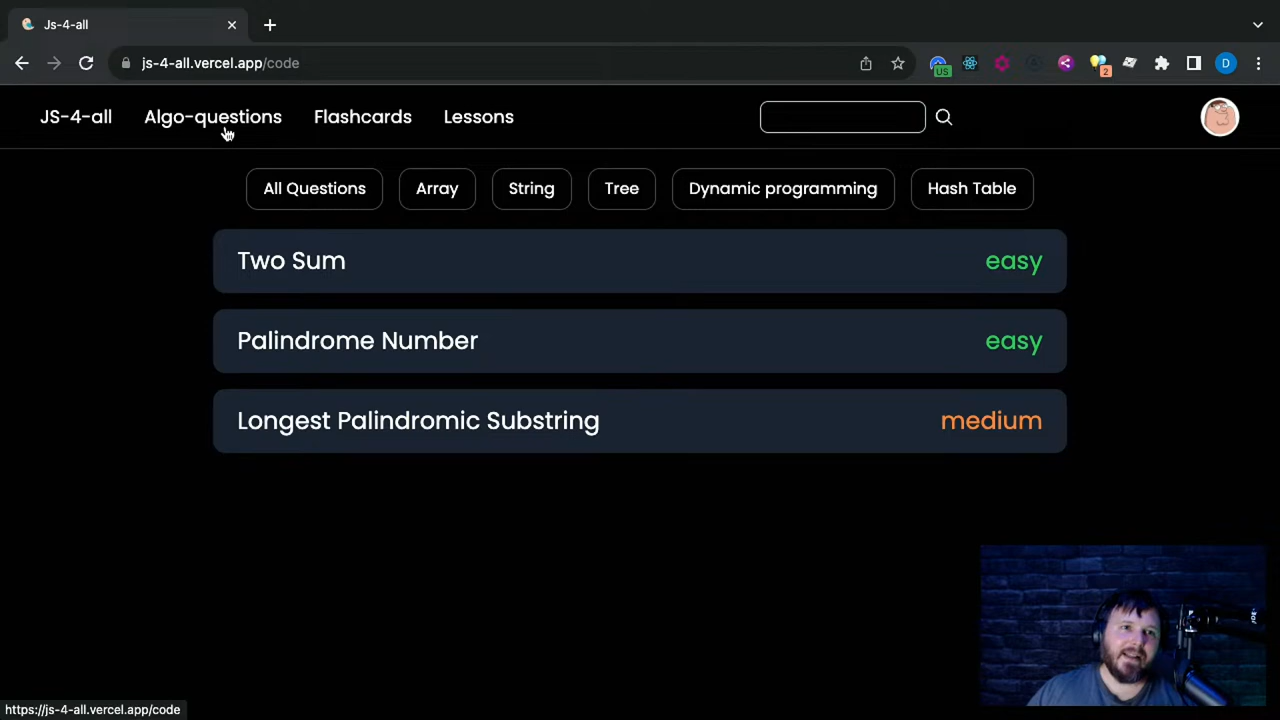 Js-4-all
js-4-all.vercel.app/code
US
2
D
JS-4-all
Algo-questions
Flashcards
Lessons
All Questions
Array
String
Tree
Dynamic programming
Hash Table
Two Sum
easy
Palindrome Number
easy
Longest Palindromic Substring
medium
https://js-4-all.vercel.app/code